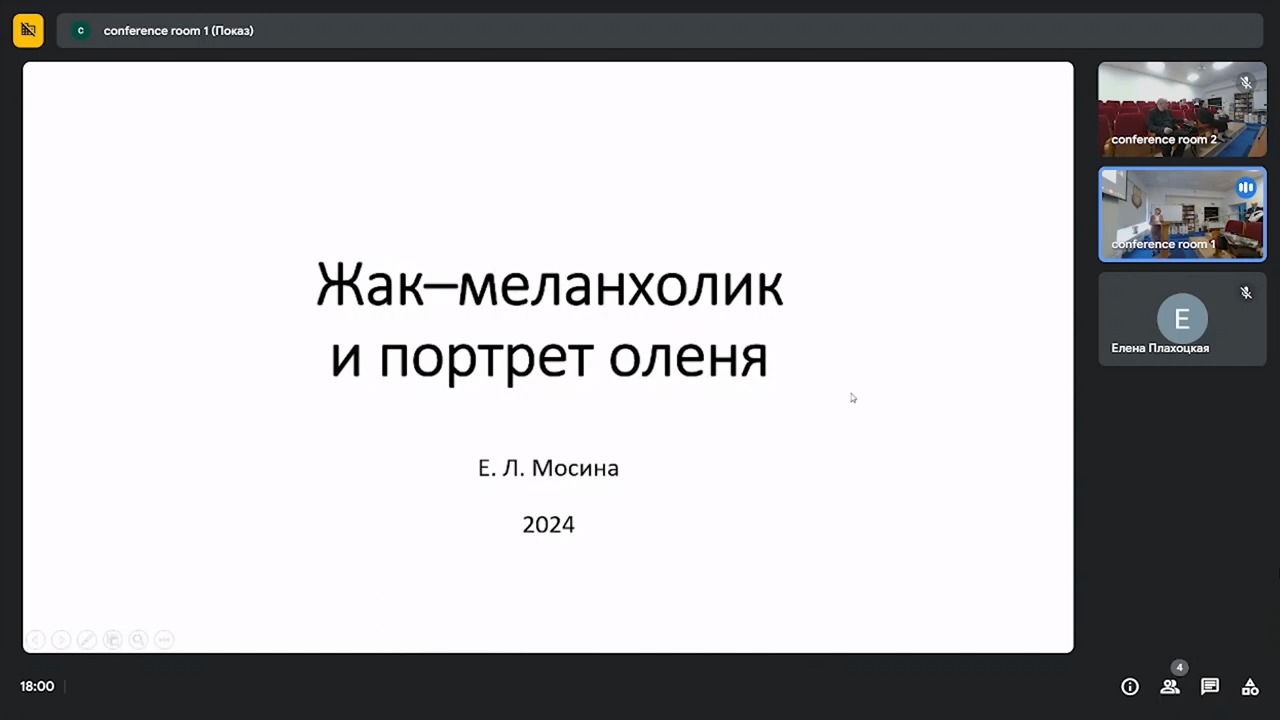 c conference room 1 (Показ)
Жак–меланхолик
и портрет оленя
Е. Л. Мосина
2024
conference room 2
conference room 1
Е
Елена Плахоцкая
18:00
4